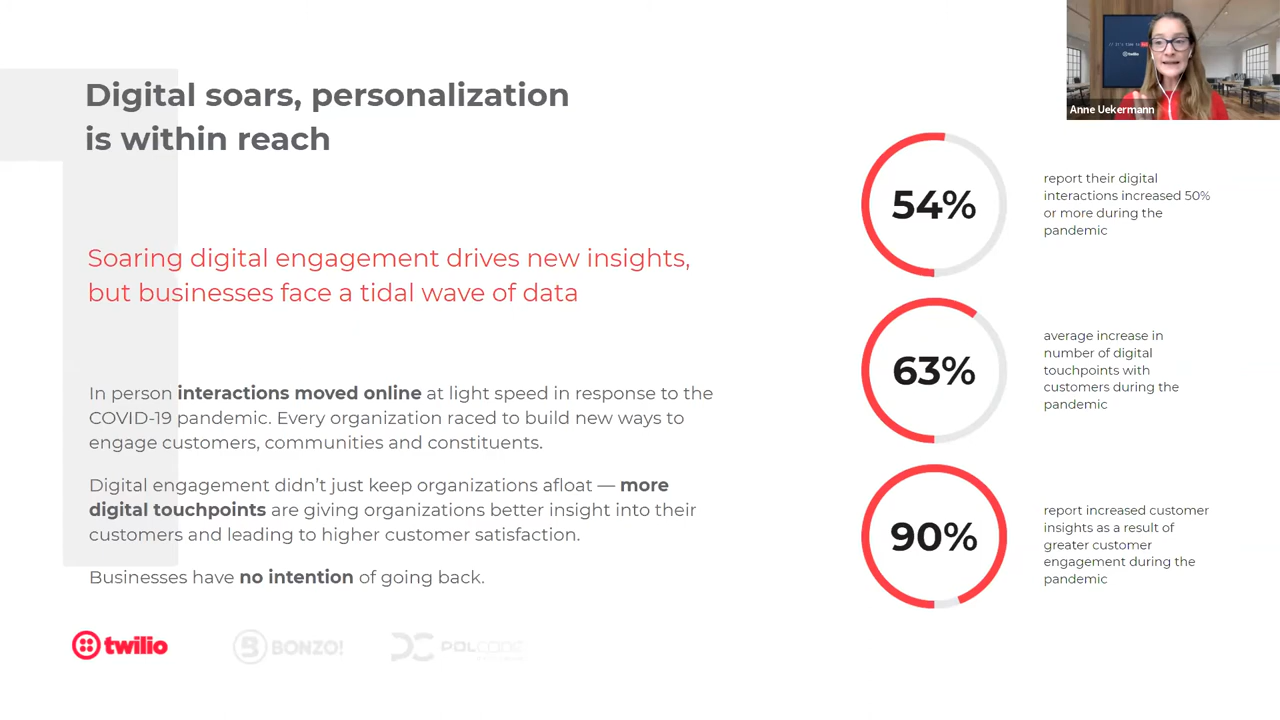 Digital soars, personalization
is within reach
Soaring digital engagement drives new insights,
but businesses face a tidal wave of data
In person interactions moved online at light speed in response to the
COVID-19 pandemic. Every organization raced to build new ways to
engage customers, communities and constituents.
Digital engagement didn’t just keep organizations afloat — more
digital touchpoints are giving organizations better insight into their
customers and leading to higher customer satisfaction.
Businesses have no intention of going back.
54%
report their digital
interactions increased 50%
or more during the
pandemic
63%
average increase in
number of digital
touchpoints with
customers during the
pandemic
90%
report increased customer
insights as a result of
greater customer
engagement during the
pandemic
Anne Uekermann
twilio
twilio
BONZO!
POLCODE